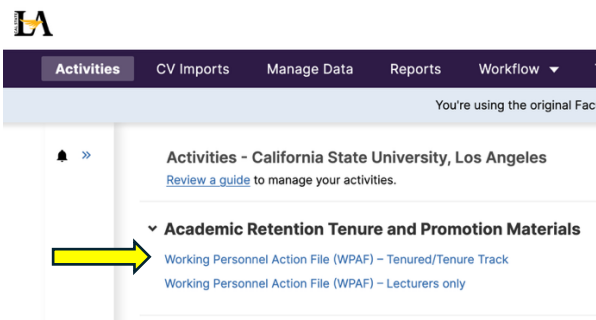 LA
Activities CV Imports Manage Data Reports Workflow
You're using the original Fac
Activities - California State University, Los Angeles
Review a guide to manage your activities.
Academic Retention Tenure and Promotion Materials
Working Personnel Action File (WPAF) – Tenured/Tenure Track
Working Personnel Action File (WPAF) – Lecturers only